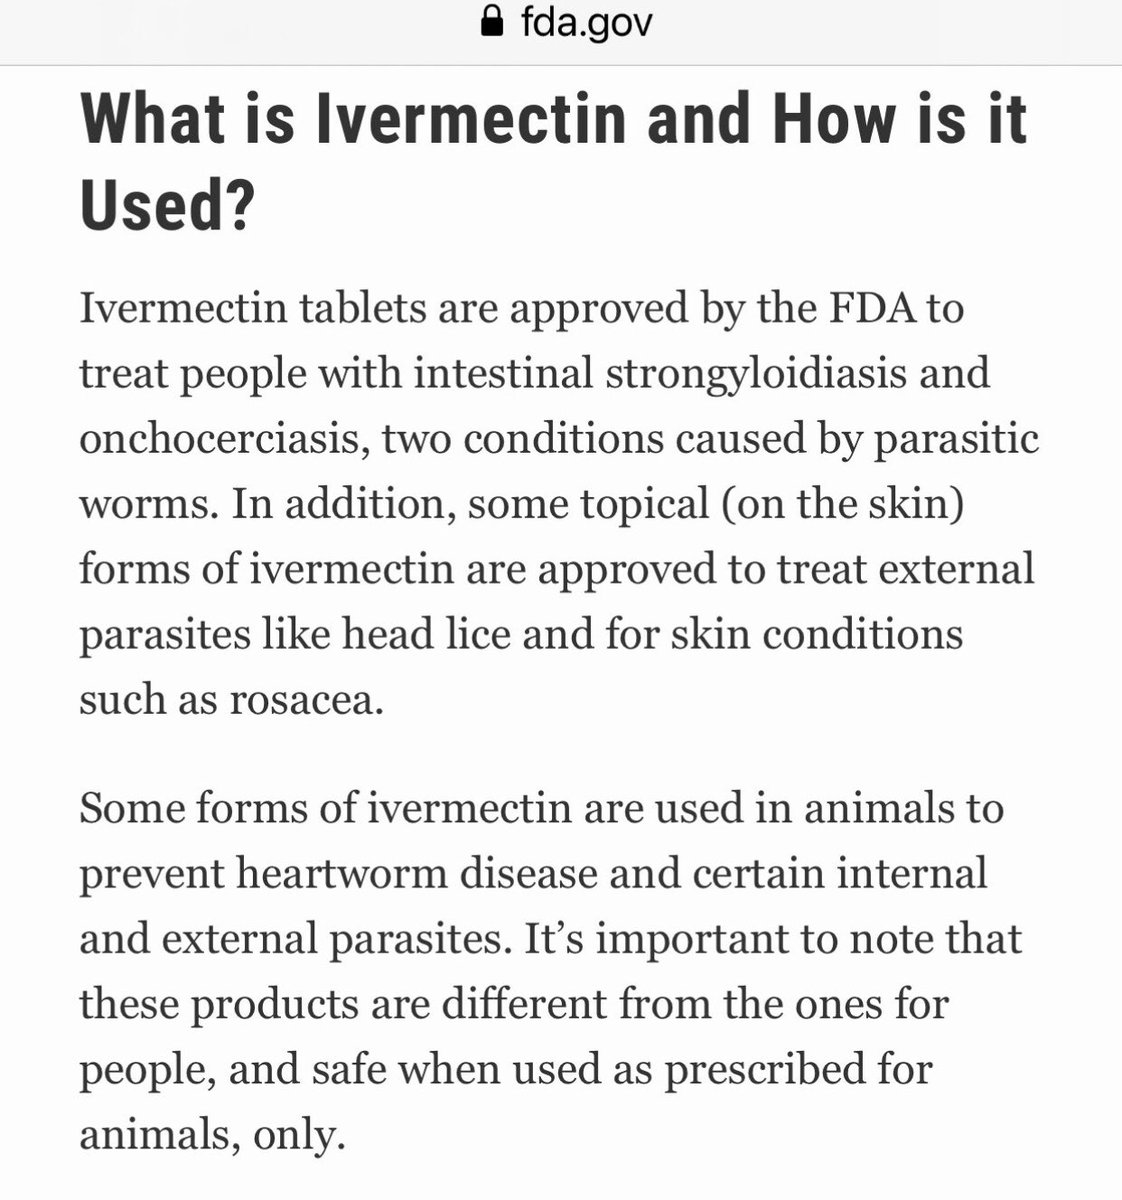 fda.gov
What is Ivermectin and How is it
Used?
Ivermectin tablets are approved by the FDA to
treat people with intestinal strongyloidiasis and
onchocerciasis, two conditions caused by parasitic
worms. In addition, some topical (on the skin)
forms of ivermectin are approved to treat external
parasites like head lice and for skin conditions
such as rosacea.
Some forms of ivermectin are used in animals to
prevent heartworm disease and certain internal
and external parasites. It’s important to note that
these products are different from the ones for
people, and safe when used as prescribed for
animals, only.